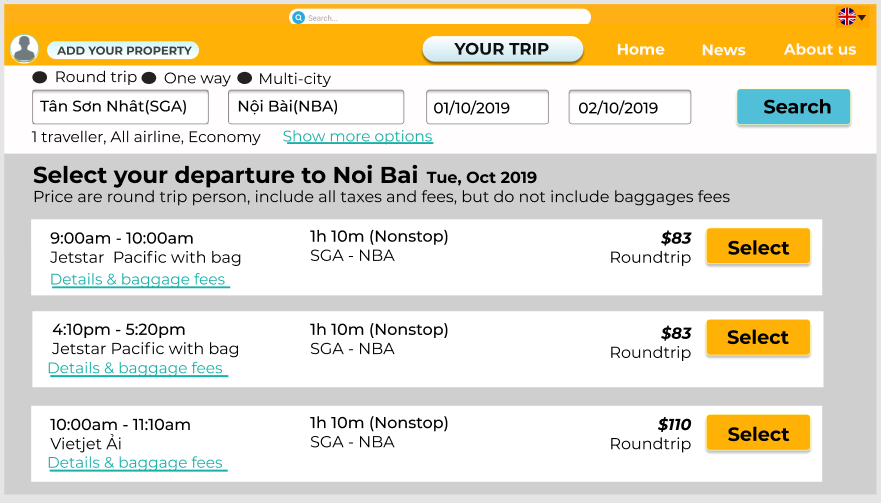 Search...
ADD YOUR PROPERTY
YOUR TRIP
Home
News
About us
Round trip
One way
Multi-city
Tân Sơn Nhât(SGA)
Nội Bài(NBA)
01/10/2019
02/10/2019
Search
1 traveller, All airline, Economy
Show more options
Select your departure to Noi Bai Tue, Oct 2019
Price are round trip person, include all taxes and fees, but do not include baggages fees
9:00am - 10:00am
Jetstar Pacific with bag
Details & baggage fees
1h 10m (Nonstop)
SGA - NBA
$83
Roundtrip
Select
4:10pm - 5:20pm
Jetstar Pacific with bag
Details & baggage fees
1h 10m (Nonstop)
SGA - NBA
$83
Roundtrip
Select
10:00am - 11:10am
Vietjet Ải
Details & baggage fees
1h 10m (Nonstop)
SGA - NBA
$110
Roundtrip
Select